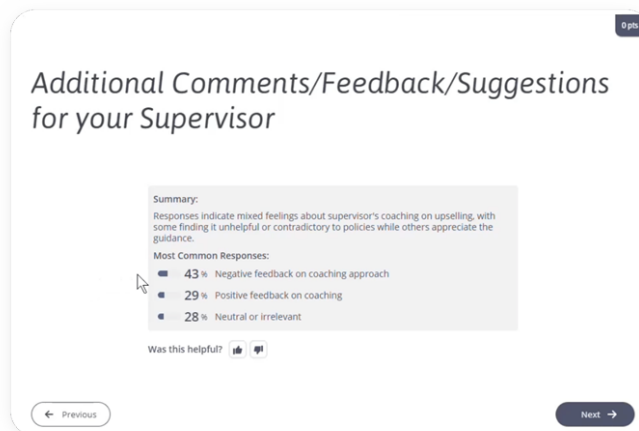 0 pts
Additional Comments/Feedback/Suggestions
for your Supervisor
Summary:
Responses indicate mixed feelings about supervisor's coaching on upselling, with
some finding it unhelpful or contradictory to policies while others appreciate the
guidance.
Most Common Responses:
43 % Negative feedback on coaching approach
29 % Positive feedback on coaching
28 % Neutral or irrelevant
Was this helpful?
← Previous
Next →